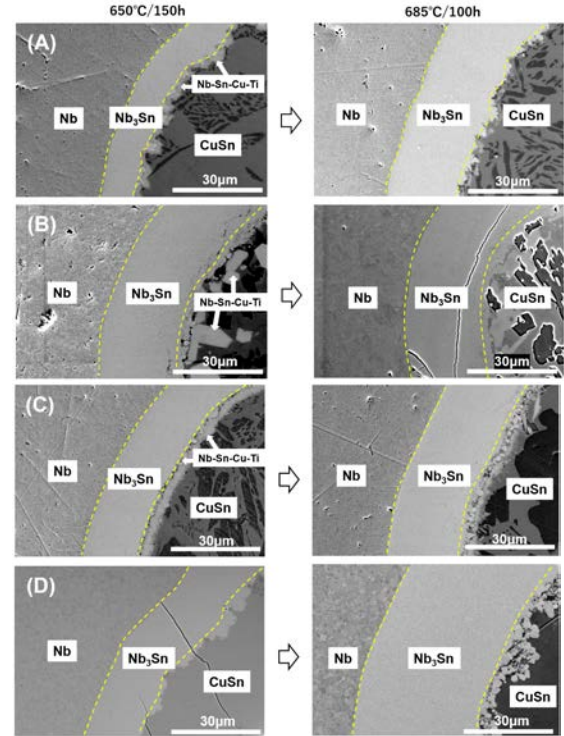 650°C/150h
685°C/100h
(A)
Nb-Sn-Cu-Ti
Nb
Nb₃Sn
CuSn
30μm
Nb
Nb₃Sn
CuSn
30μm
(B)
Nb
Nb₃Sn
Nb-Sn-Cu-Ti
30μm
Nb
Nb₃Sn
CuSn
30μm
(C)
Nb-Sn-Cu-Ti
Nb
Nb₃Sn
CuSn
30μm
Nb
Nb₃Sn
CuSn
30μm
(D)
Nb
Nb₃Sn
CuSn
30μm
Nb
Nb₃Sn
CuSn
30μm